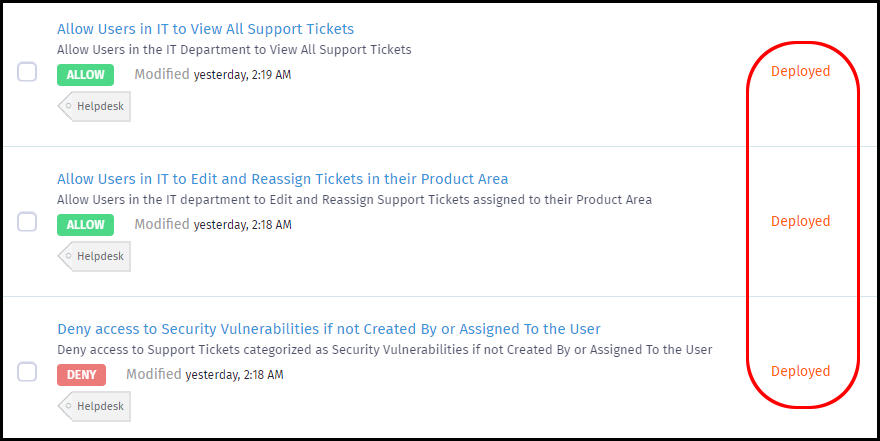 Allow Users in IT to View All Support Tickets
Allow Users in the IT Department to View All Support Tickets
ALLOW Modified yesterday, 2:19 AM Deployed
Helpdesk
Allow Users in IT to Edit and Reassign Tickets in their Product Area
Allow Users in the IT department to Edit and Reassign Support Tickets assigned to their Product Area
ALLOW Modified yesterday, 2:18 AM Deployed
Helpdesk
Deny access to Security Vulnerabilities if not Created By or Assigned To the User
Deny access to Support Tickets categorized as Security Vulnerabilities if not Created By or Assigned To the User
DENY Modified yesterday, 2:18 AM Deployed
Helpdesk